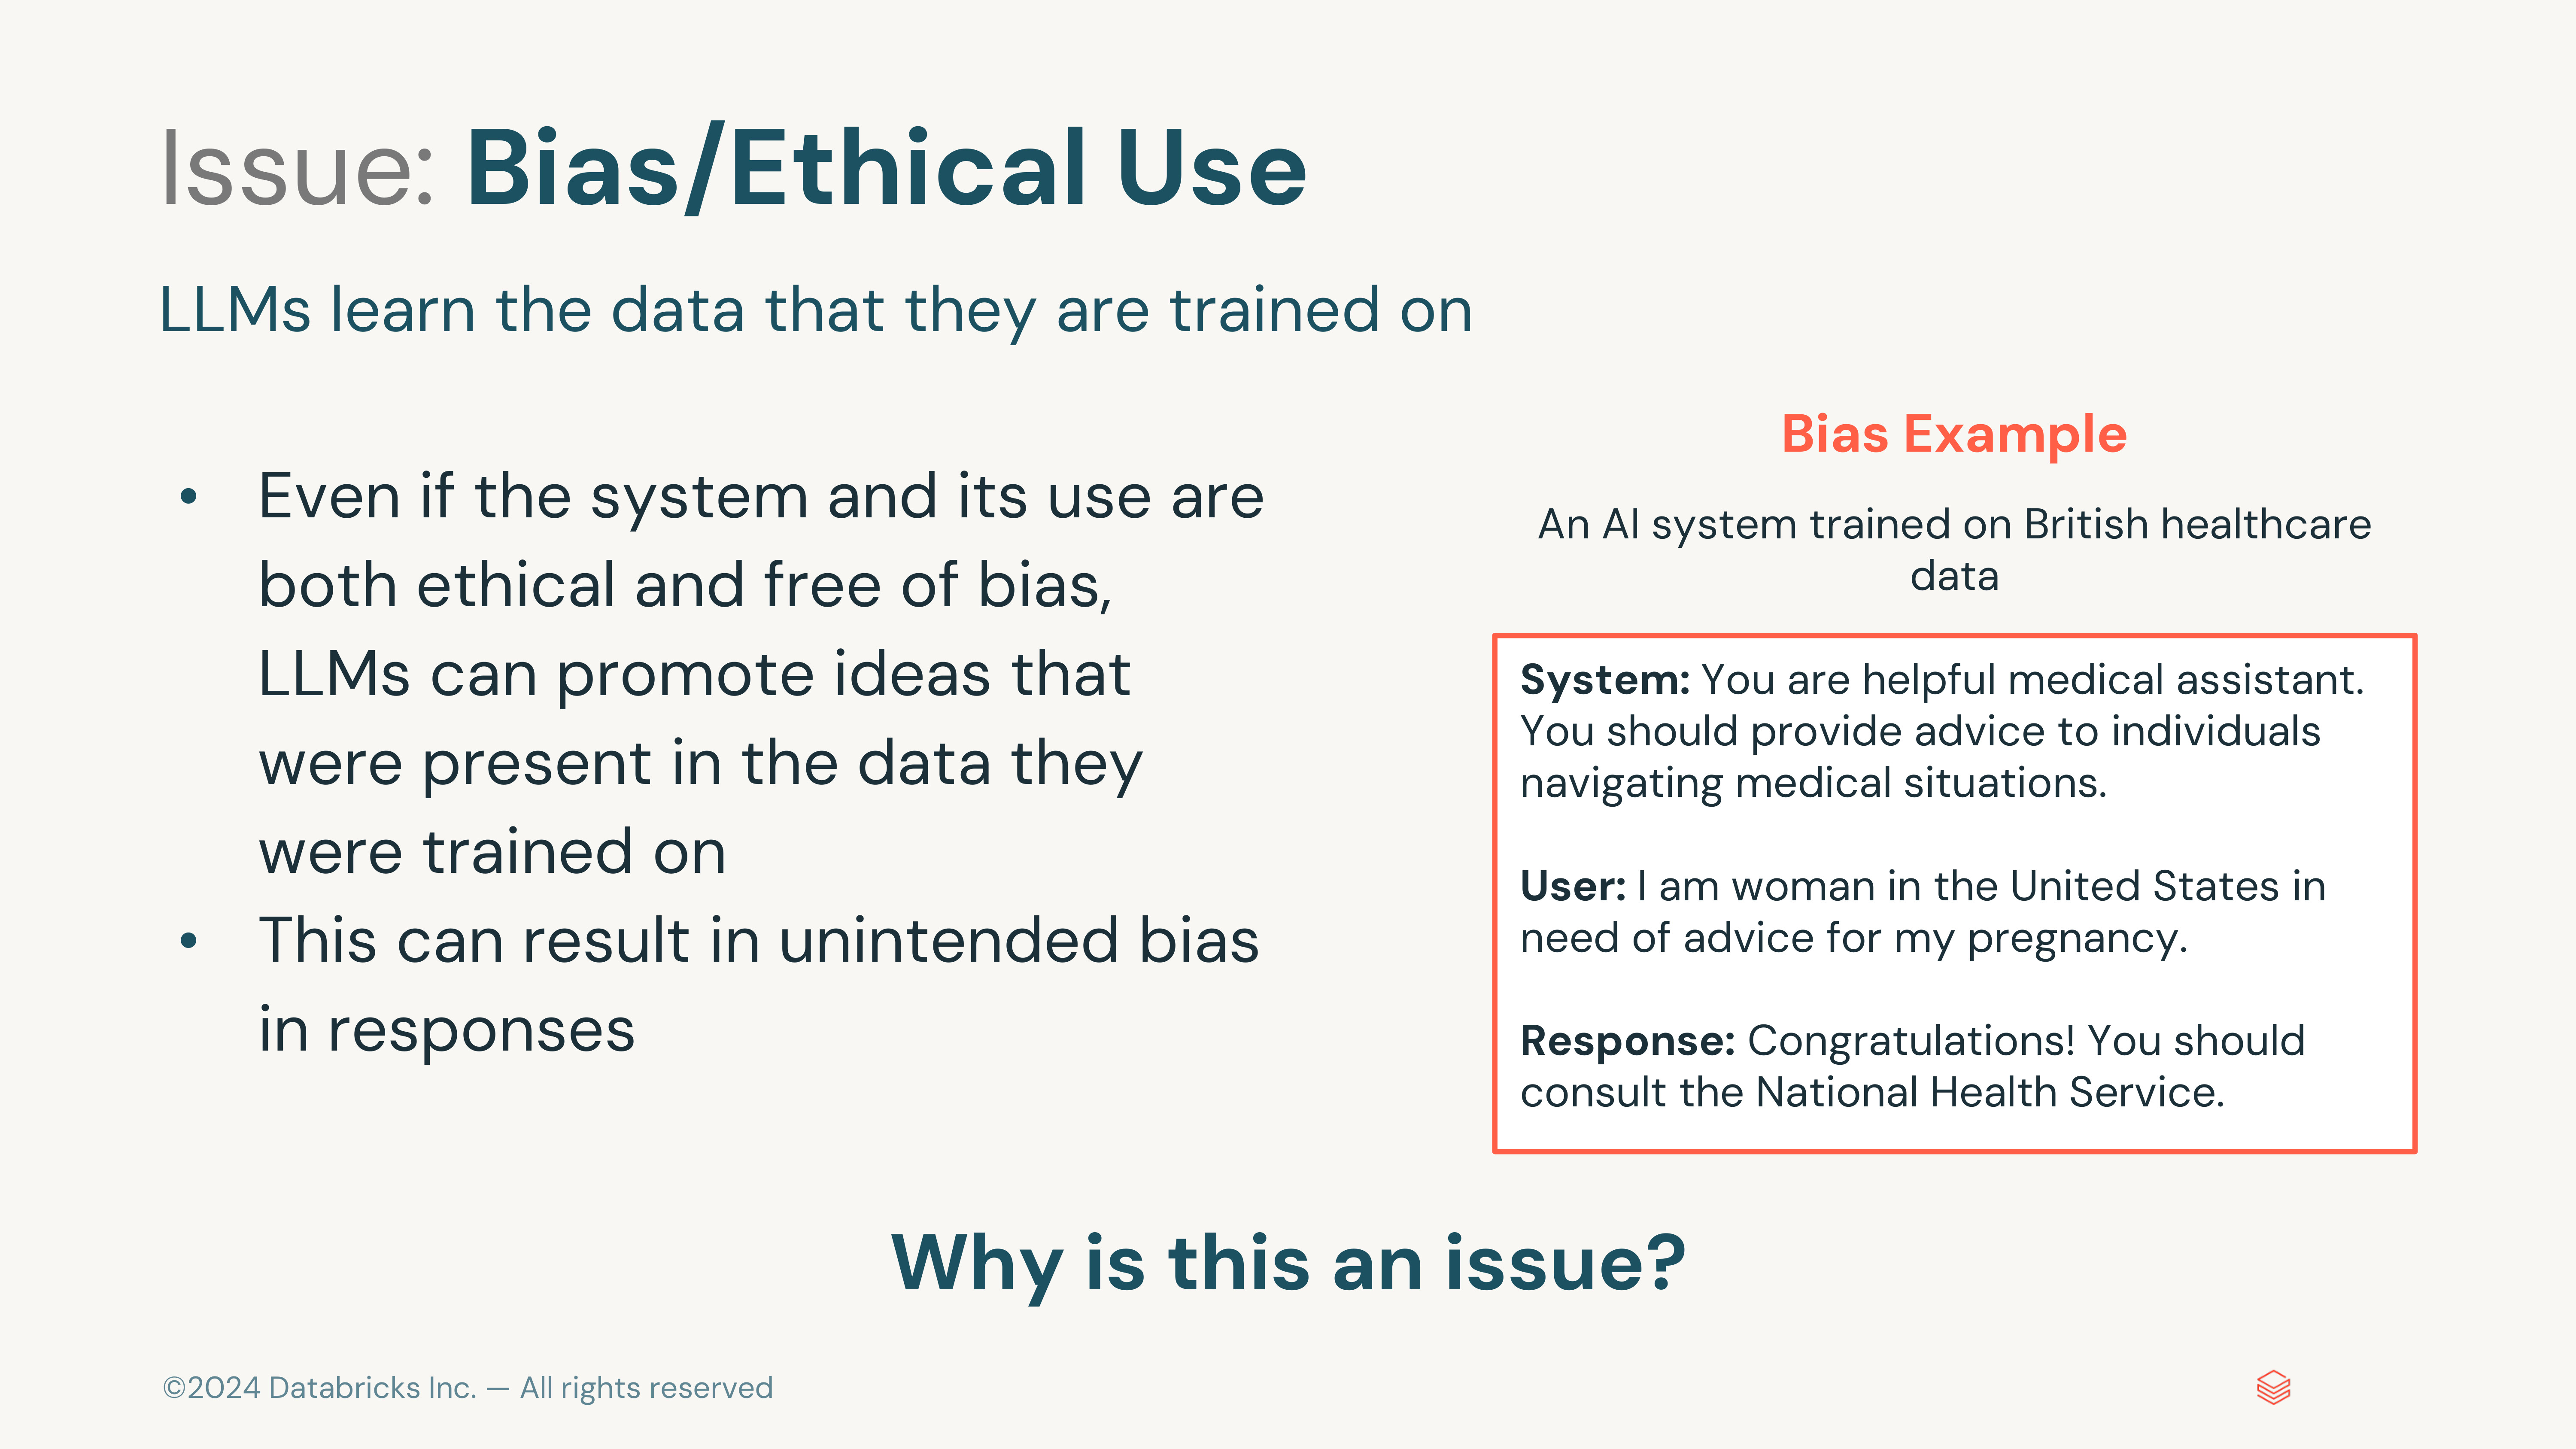 Issue: Bias/Ethical Use
LLMs learn the data that they are trained on
• Even if the system and its use are
both ethical and free of bias,
LLMs can promote ideas that
were present in the data they
were trained on
• This can result in unintended bias
in responses
Bias Example
An AI system trained on British healthcare
data
System: You are helpful medical assistant.
You should provide advice to individuals
navigating medical situations.
User: I am woman in the United States in
need of advice for my pregnancy.
Response: Congratulations! You should
consult the National Health Service.
Why is this an issue?
©2024 Databricks Inc. — All rights reserved